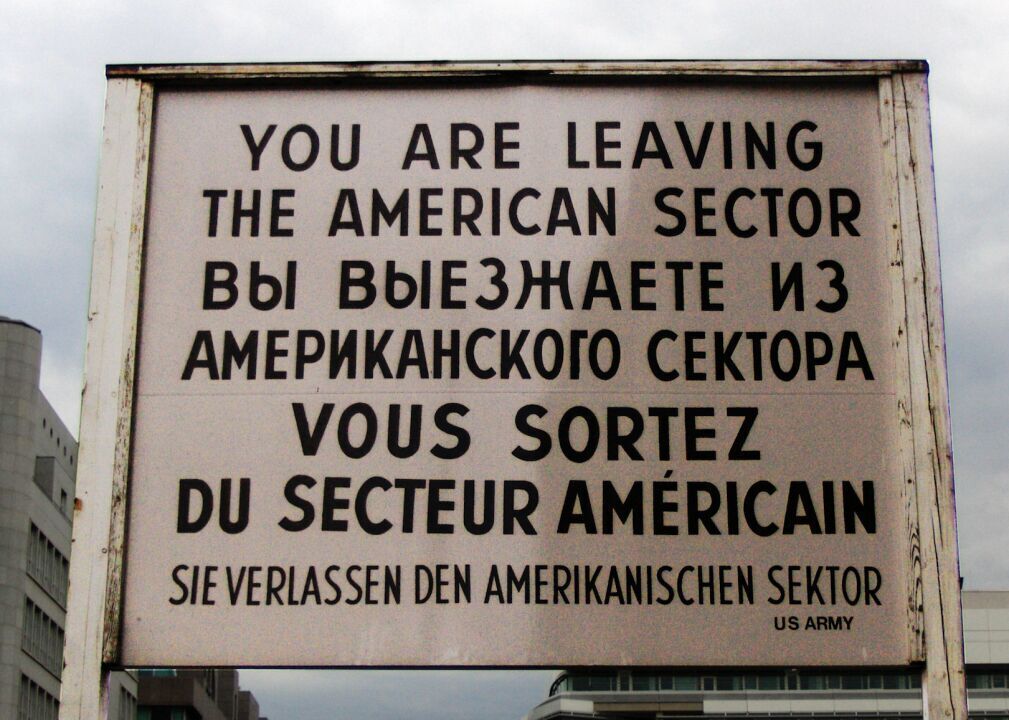 YOU ARE LEAVING
THE AMERICAN SECTOR
ВЫ ВЫЕЗЖАЕТЕ ИЗ
АМЕРИКАНСКОГО СЕКТОРА
VOUS SORTEZ
DU SECTEUR AMÉRICAIN
SIE VERLASSEN DEN AMERIKANISCHEN SEKTOR
US ARMY